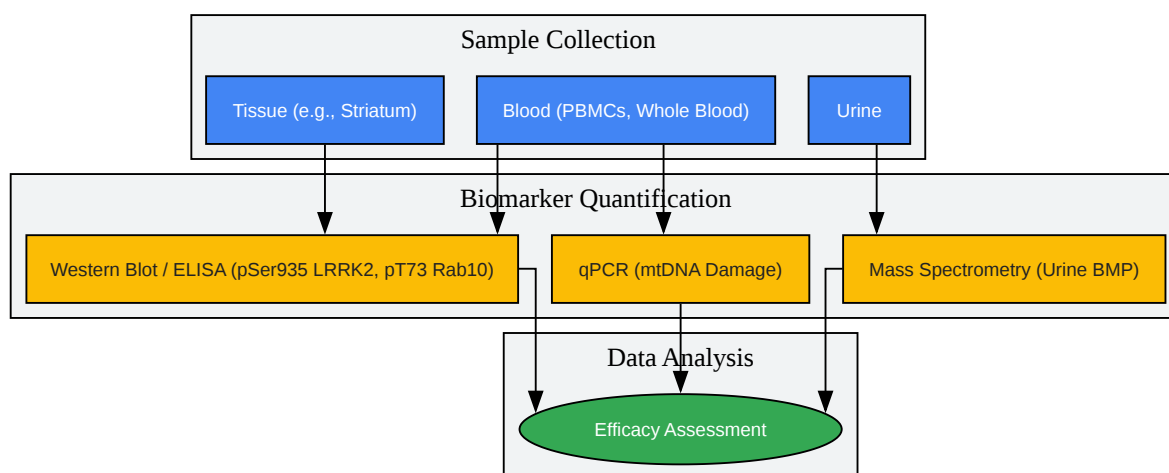 Sample Collection
Tissue (e.g., Striatum)
Blood (PBMCs, Whole Blood)
Urine
Biomarker Quantification
Western Blot / ELISA (pSer935 LRRK2, pT73 Rab10)
qPCR (mtDNA Damage)
Mass Spectrometry (Urine BMP)
Data Analysis
Efficacy Assessment